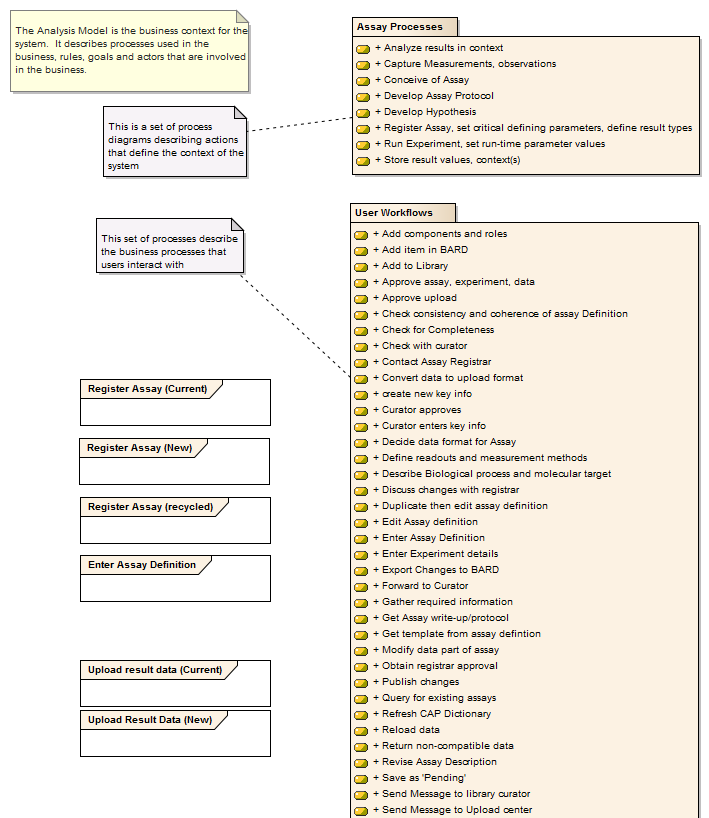 The Analysis Model is the business context for the
system.  It describes processes used in the
business, rules, goals and actors that are involved
in the business.
This is a set of process
diagrams describing actions
that define the context of the
system
Assay Processes
+ Analyze results in context
+ Capture Measurements, observations
+ Conceive of Assay
+ Develop Assay Protocol
+ Develop Hypothesis
+ Register Assay, set critical defining parameters, define result types
+ Run Experiment, set run-time parameter values
+ Store result values, context(s)
This set of processes describe
the business processes that
users interact with
User Workflows
+ Add components and roles
+ Add item in BARD
+ Add to Library
+ Approve assay, experiment, data
+ Approve upload
+ Check consistency and coherence of assay Definition
+ Check for Completeness
+ Check with curator
+ Contact Assay Registrar
+ Convert data to upload format
+ create new key info
+ Curator approves
+ Curator enters key info
+ Decide data format for Assay
+ Define readouts and measurement methods
+ Describe Biological process and molecular target
+ Discuss changes with registrar
+ Duplicate then edit assay definition
+ Edit Assay definition
+ Enter Assay Definition
+ Enter Experiment details
+ Export Changes to BARD
+ Forward to Curator
+ Gather required information
+ Get Assay write-up/protocol
+ Get template from assay defintion
+ Modify data part of assay
+ Obtain registrar approval
+ Publish changes
+ Query for existing assays
+ Refresh CAP Dictionary
+ Reload data
+ Return non-compatible data
+ Revise Assay Description
+ Save as 'Pending'
+ Send Message to library curator
+ Send Message to Upload center
Register Assay (Current)
Register Assay (New)
Register Assay (recycled)
Enter Assay Definition
Upload result data (Current)
Upload Result Data (New)